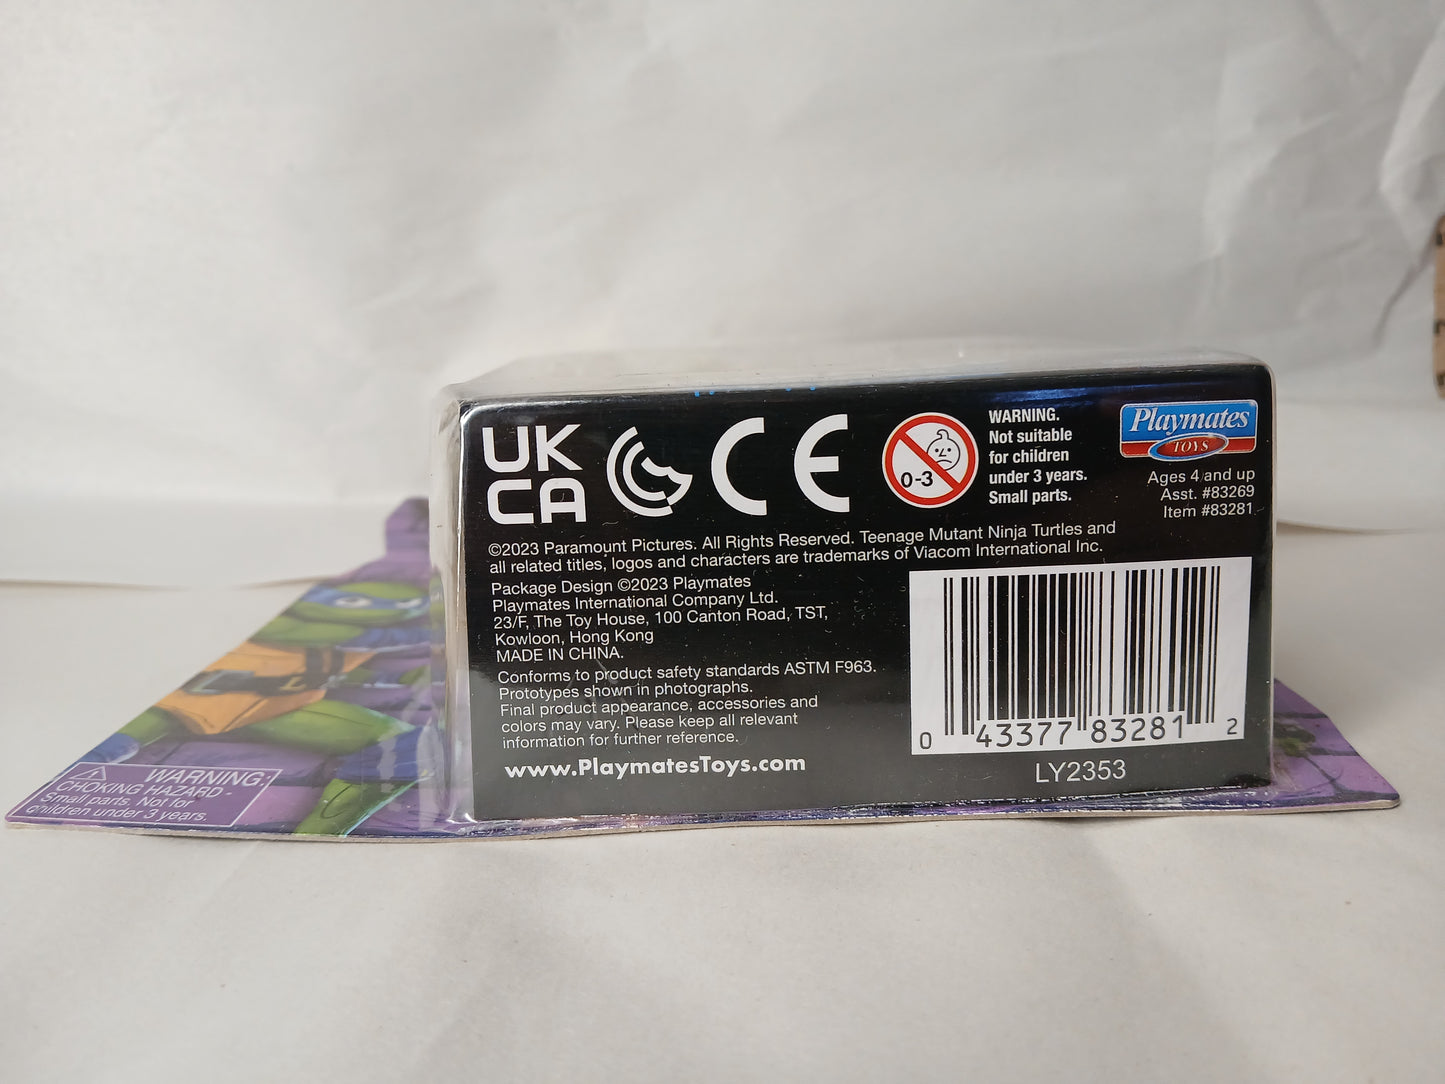 UK
CA
CE
0-3
WARNING.
Not suitable
for children
under 3 years.
Small parts.
Playmates
TOYS
Ages 4 and up
Asst. #83269
Item #83281
©2023 Paramount Pictures. All Rights Reserved. Teenage Mutant Ninja Turtles and
all related titles, logos and characters are trademarks of Viacom International Inc.
Package Design ©2023 Playmates
Playmates International Company Ltd.
23/F, The Toy House, 100 Canton Road, TST,
Kowloon, Hong Kong
MADE IN CHINA.
Conforms to product safety standards ASTM F963.
Prototypes shown in photographs.
Final product appearance, accessories and
colors may vary. Please keep all relevant
information for further reference.
www.PlaymatesToys.com
0 43377 83281 2
LY2353
WARNING:
CHOKING HAZARD -
Small parts. Not for
children under 3 years.